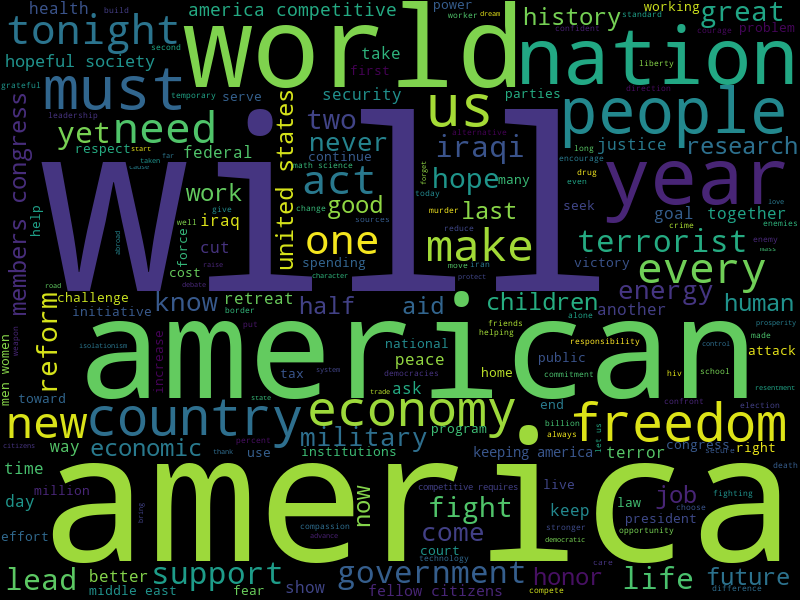 health
build
america competitive
power
worker
dream
history
standard
working
great
tonight
second
world
take
confident
courage
problem
hopeful society
first
nation
liberty
grateful
must
temporary
serve
security
parties
us
people
direction
leadership
yet
need
two
never
alternative
iraqi
long
justice
research
respect
start
federal
continue
encourage
members congress
taken
far
cause
math science
act
forget
hope
many
drug
even
year
will
united states
work
good
today
last
seek
goal
together
love
help
give
change
murder
crime
enemies
well
iraq
sources
reduce
force
one
make
terrorist
enemy
abroad
cut
spending
move
iran
victory
mass
cost
raise
character
protect
every
debate
road
challenge
know
retreat
half
aid
children
energy
another
human
reform
initiative
border
put
friends
alone
prosperity
men women
weapon
isolationism
increase
american
national
helping
responsibility
control
made
peace
public
attack
tax
system
democracies
home
hiv
school
toward
state
trade
ask
commitment
confront
resentment
new
country
economy
end
billion
freedom
election
citizens
way
economic
percent
military
program
always
let us
congress
right
thank
use
institutions
keeping america
terror
secure
time
million
america
death
competitive requires
live
job
fighting
day
bring
now
fight
keep
law
choose
compassion
stronger
president
opportunity
effort
advance
court
come
democratic
technology
care
lead
better
support
government
honor
life
future
middle east
fear
show
fellow citizens
compete
difference